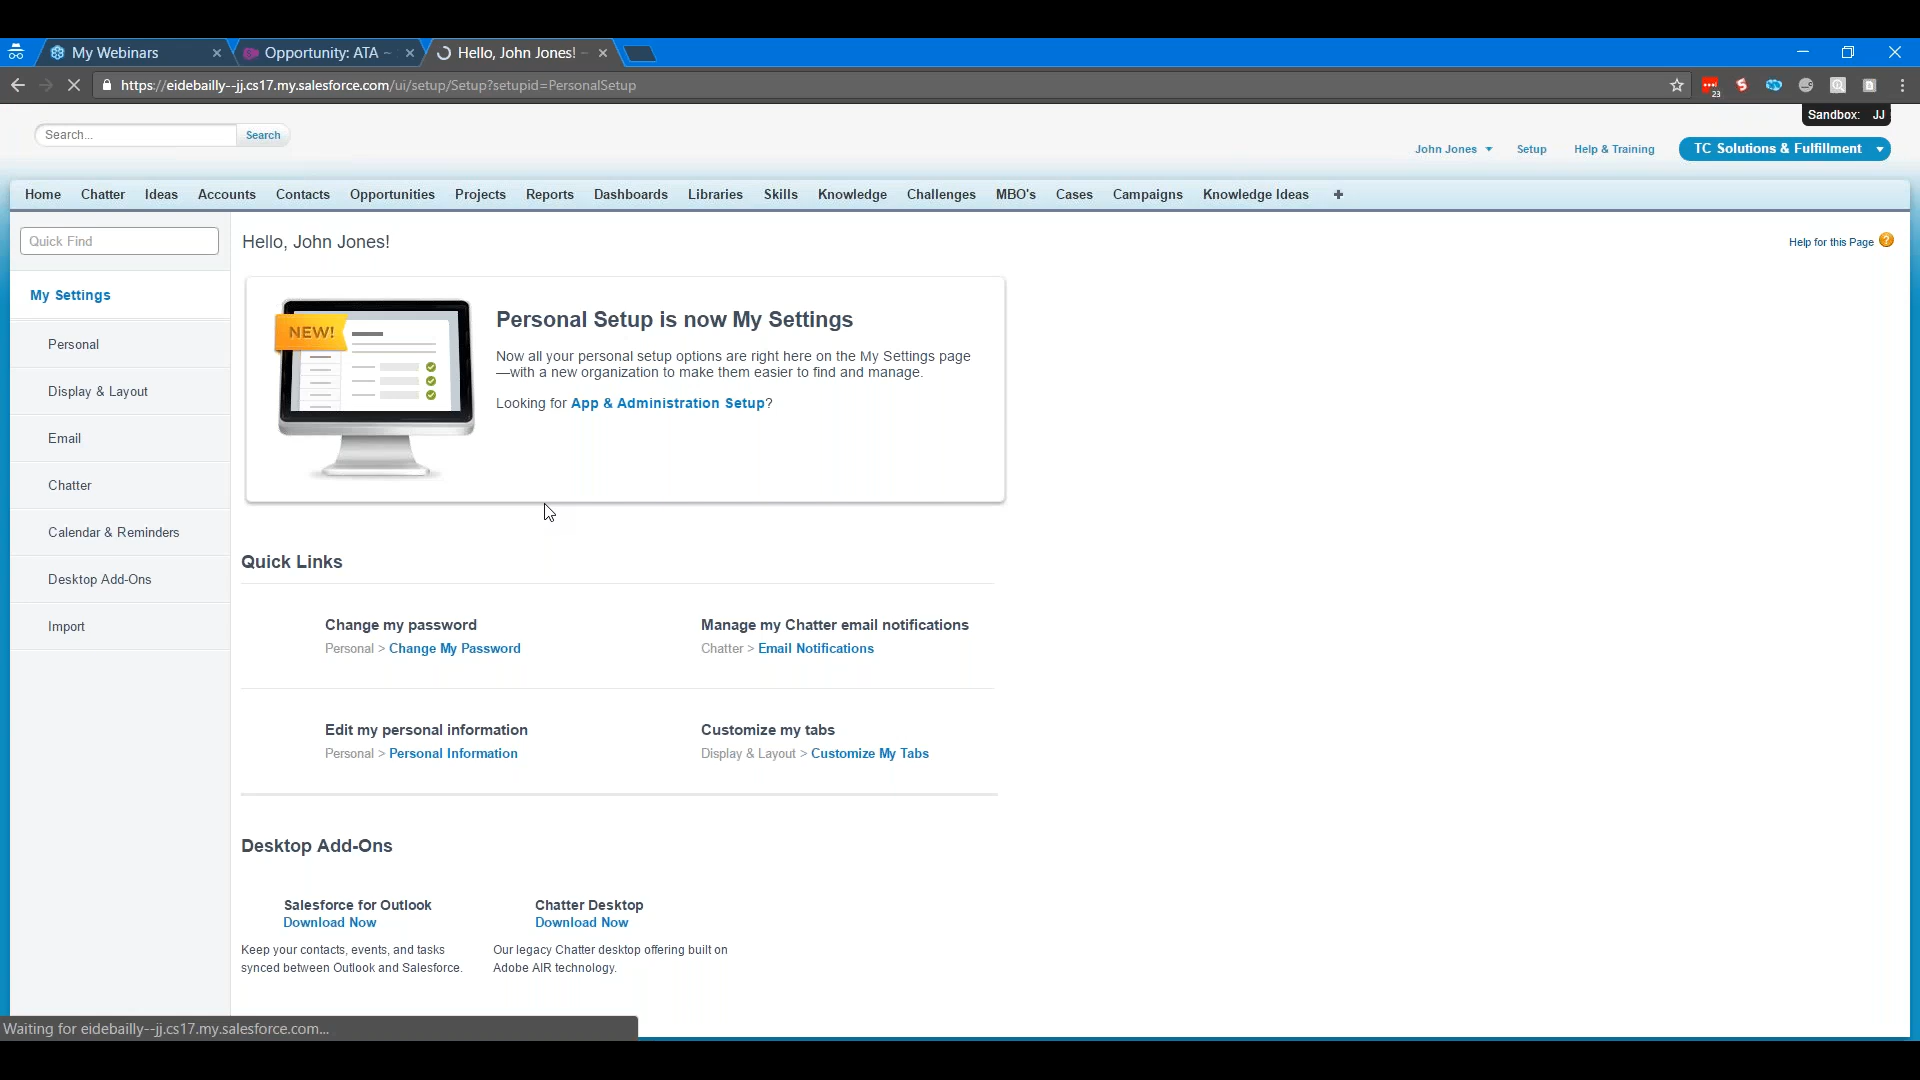 My Webinars
Opportunity: ATA ~
Hello, John Jones! ~
https://eidebailly--jj.cs17.my.salesforce.com/ui/setup/Setup?setupid=PersonalSetup
23
Sandbox: JJ
Search...
Search
John Jones
Setup
Help & Training
TC Solutions & Fulfillment
Home Chatter Ideas Accounts Contacts Opportunities Projects Reports Dashboards Libraries Skills Knowledge Challenges MBO's Cases Campaigns Knowledge Ideas +
Quick Find
My Settings
Personal
Display & Layout
Email
Chatter
Calendar & Reminders
Desktop Add-Ons
Import
Hello, John Jones!
Help for this Page ?
NEW!
Personal Setup is now My Settings
Now all your personal setup options are right here on the My Settings page
—with a new organization to make them easier to find and manage.
Looking for App & Administration Setup?
Quick Links
Change my password
Personal > Change My Password
Manage my Chatter email notifications
Chatter > Email Notifications
Edit my personal information
Personal > Personal Information
Customize my tabs
Display & Layout > Customize My Tabs
Desktop Add-Ons
Salesforce for Outlook
Download Now
Keep your contacts, events, and tasks
synced between Outlook and Salesforce.
Chatter Desktop
Download Now
Our legacy Chatter desktop offering built on
Adobe AIR technology.
Waiting for eidebailly--jj.cs17.my.salesforce.com...